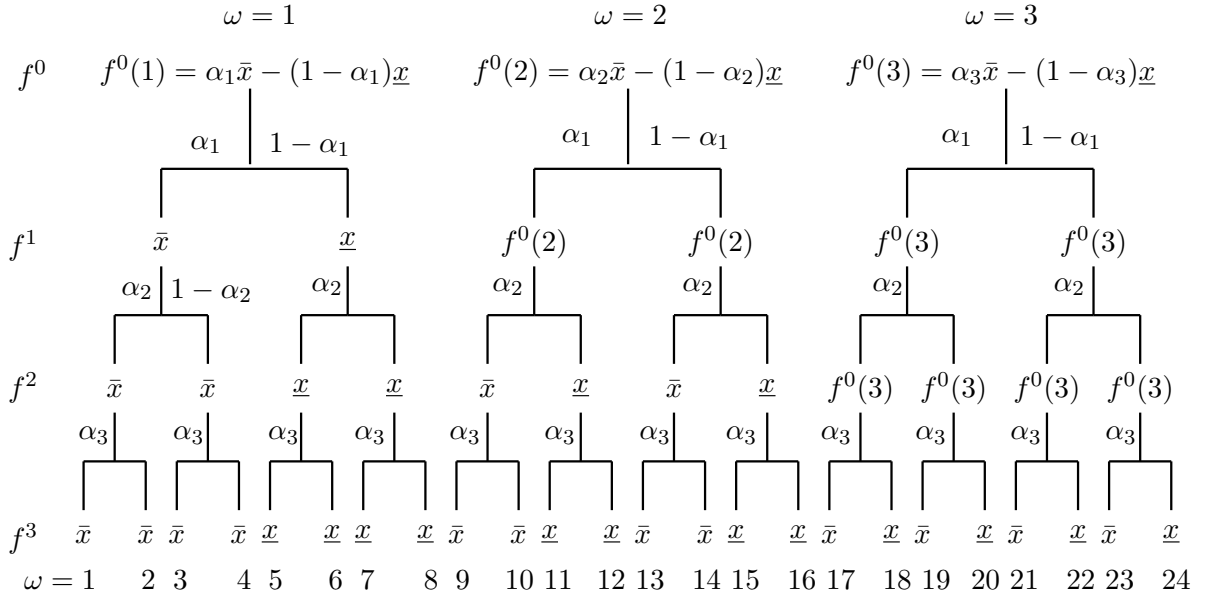 ω = 1 ω = 2 ω = 3
f⁰ f⁰(1) = α₁x̄ − (1 − α₁)x̲ f⁰(2) = α₂x̄ − (1 − α₂)x̲ f⁰(3) = α₃x̄ − (1 − α₃)x̲
α₁ 1 − α₁ α₁ 1 − α₁ α₁ 1 − α₁
f¹ x̄ x̲ f⁰(2) f⁰(2) f⁰(3) f⁰(3)
α₂ 1 − α₂ α₂ α₂ α₂ α₂ α₂
f² x̄ x̄ x̲ x̲ x̄ x̲ x̄ x̲ f⁰(3) f⁰(3) f⁰(3) f⁰(3)
α₃ α₃ α₃ α₃ α₃ α₃ α₃ α₃ α₃ α₃ α₃ α₃
f³ x̄ x̄ x̄ x̄ x̲ x̲ x̲ x̲ x̄ x̄ x̲ x̲ x̄ x̄ x̲ x̲ x̄ x̲ x̄ x̲ x̄ x̲ x̄ x̲
ω = 1 2 3 4 5 6 7 8 9 10 11 12 13 14 15 16 17 18 19 20 21 22 23 24